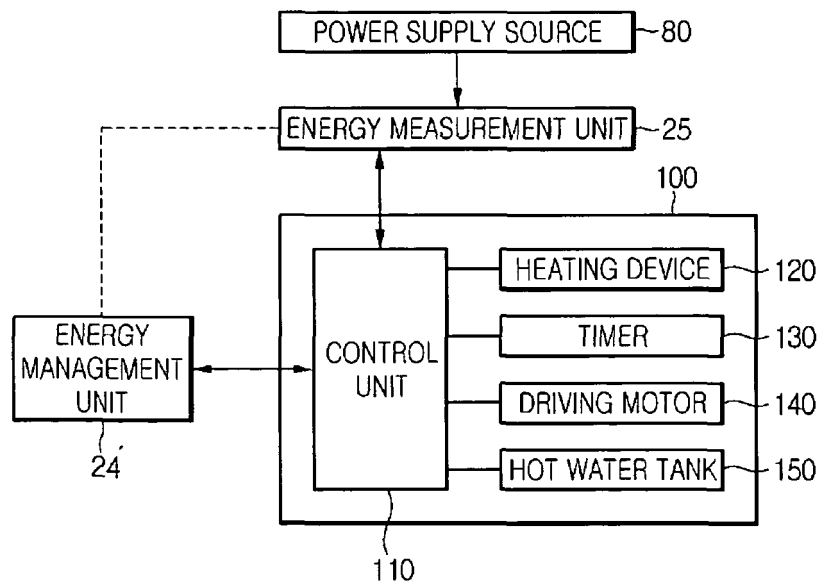 POWER SUPPLY SOURCE 80
ENERGY MEASUREMENT UNIT 25
100
HEATING DEVICE 120
TIMER 130
DRIVING MOTOR 140
HOT WATER TANK 150
CONTROL
UNIT
110
ENERGY
MANAGEMENT
UNIT
24'